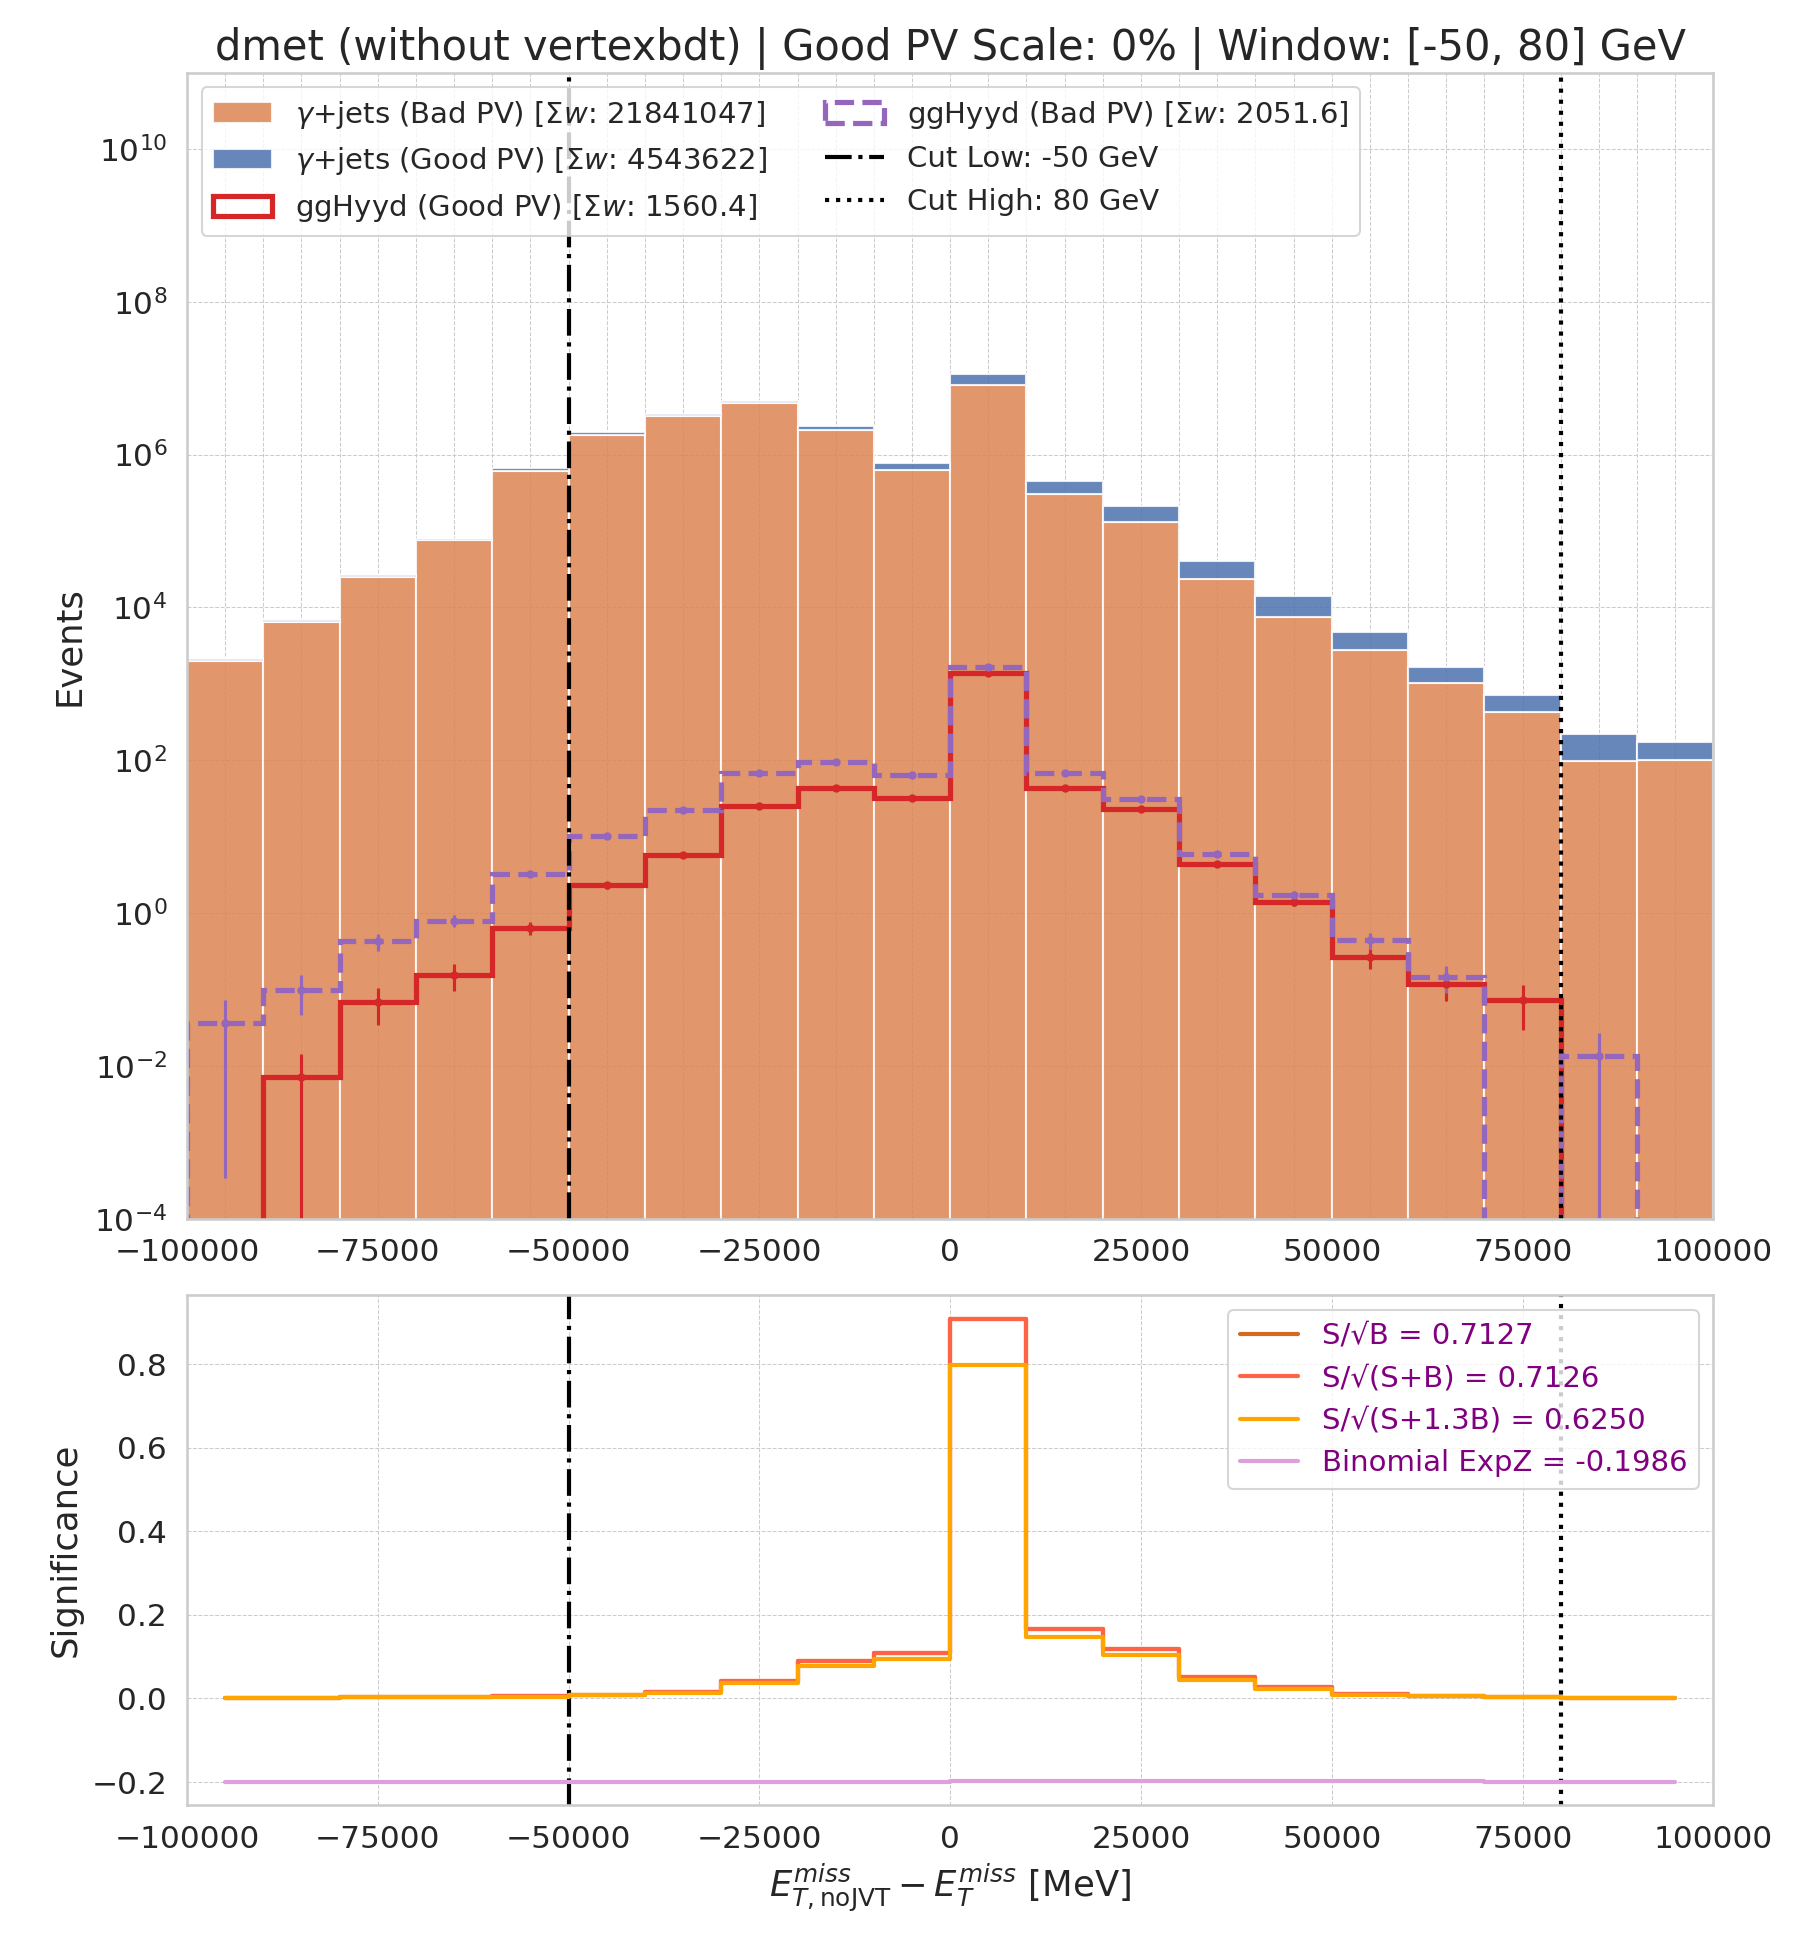 dmet (without vertexbdt) | Good PV Scale: 0% | Window: [-50, 80] GeV
γ+jets (Bad PV) [Σw: 21841047]
γ+jets (Good PV) [Σw: 4543622]
ggHyyd (Good PV) [Σw: 1560.4]
ggHyyd (Bad PV) [Σw: 2051.6]
Cut Low: -50 GeV
Cut High: 80 GeV
Events
10^10
10^8
10^6
10^4
10^2
10^0
10^−2
10^−4
−100000 −75000 −50000 −25000 0 25000 50000 75000 100000
S/√B = 0.7127
S/√(S+B) = 0.7126
S/√(S+1.3B) = 0.6250
Binomial ExpZ = -0.1986
Significance
0.8
0.6
0.4
0.2
0.0
−0.2
−100000 −75000 −50000 −25000 0 25000 50000 75000 100000
E_{T, noJVT}^{miss} − E_T^{miss} [MeV]